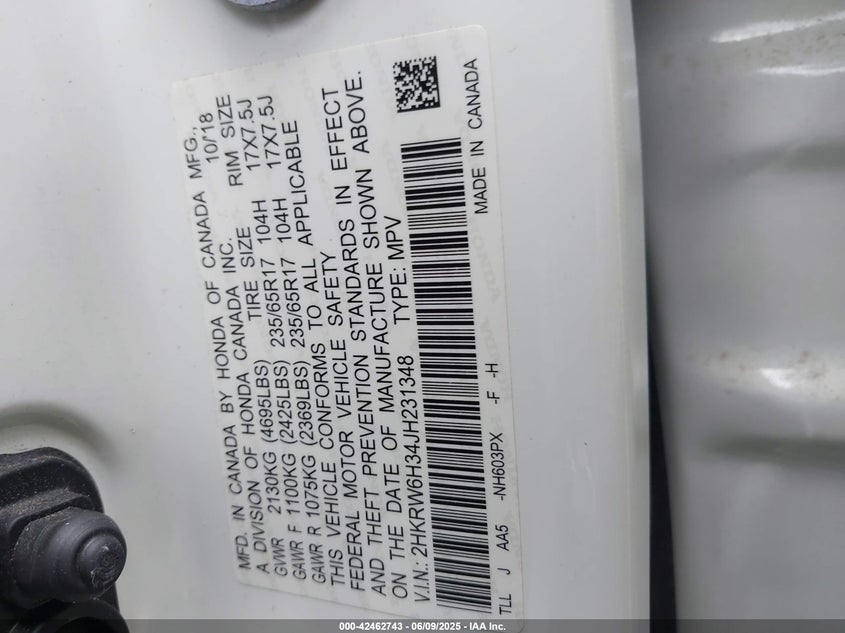 MFD. IN CANADA BY HONDA OF CANADA MFG.,
A DIVISION OF HONDA CANADA INC. 10/18
GVWR 2130KG (4695LBS) TIRE SIZE RIM SIZE
GAWR F 1100KG (2425LBS) 235/65R17 104H 17X7.5J
GAWR R 1075KG (2369LBS) 235/65R17 104H 17X7.5J
THIS VEHICLE CONFORMS TO ALL APPLICABLE
FEDERAL MOTOR VEHICLE SAFETY
AND THEFT PREVENTION STANDARDS IN EFFECT
ON THE DATE OF MANUFACTURE SHOWN ABOVE.
V.I.N.: 2HKRW6H34JH231348 TYPE: MPV
TLL J AA5 -NH603PX -F -H MADE IN CANADA
000-42462743 - 06/09/2025 - IAA Inc.